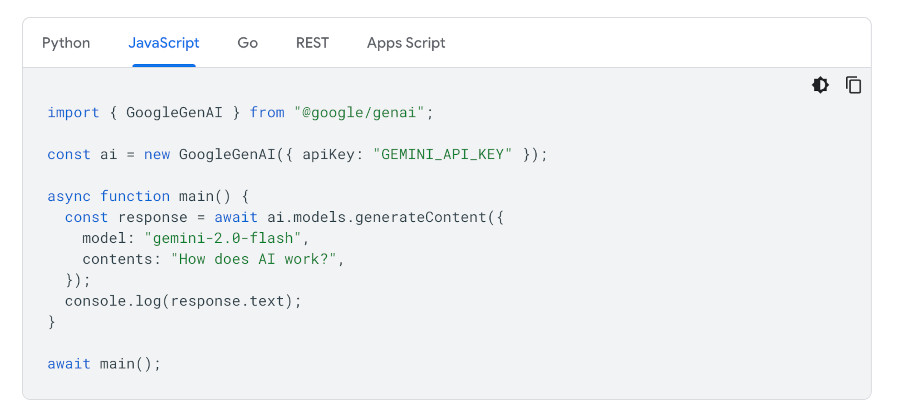 Python JavaScript Go REST Apps Script
import { GoogleGenAI } from "@google/genai";
const ai = new GoogleGenAI({ apiKey: "GEMINI_API_KEY" });
async function main() {
  const response = await ai.models.generateContent({
    model: "gemini-2.0-flash",
    contents: "How does AI work?",
  });
  console.log(response.text);
}
await main();